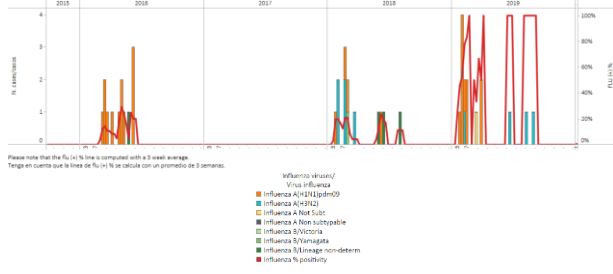 2015 2016 2017 2018 2019
4
3
2
1
0
N. cases/casos
100%
80%
60%
40%
20%
0%
FLU (+) %
Please note that the flu (+) % line is computed with a 3 week average.
Tenga en cuenta que la línea de flu (+) % se calcula con un promedio de 3 semanas.
Influenza viruses/
Virus influenza
Influenza A(H1N1)pdm09
Influenza A(H3N2)
Influenza A Not Subt
Influenza A Non subtypable
Influenza B/Victoria
Influenza B/Yamagata
Influenza B/Lineage non-determ
Influenza % positivity